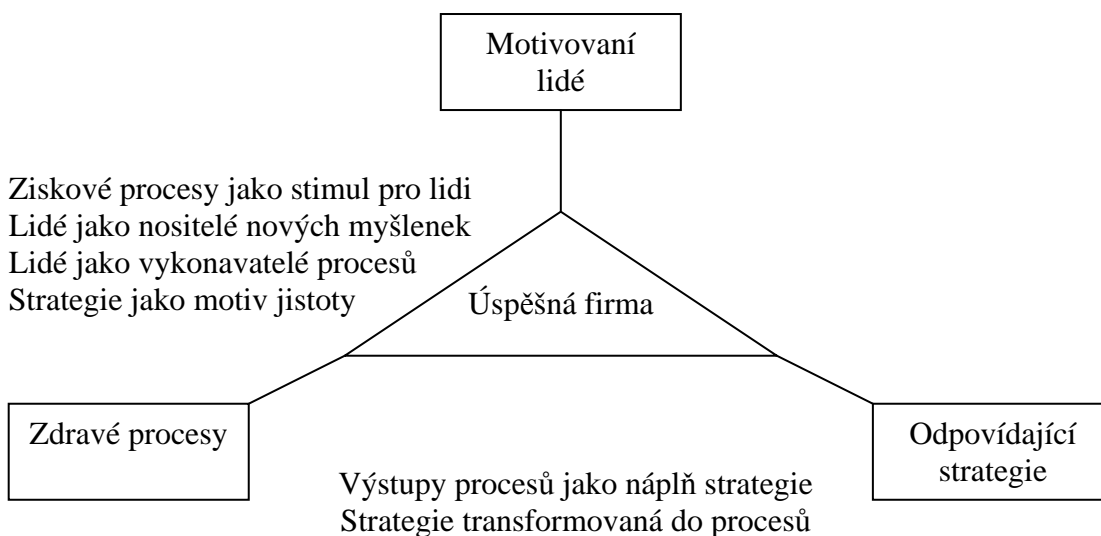 Motivovaní
lidé
Ziskové procesy jako stimul pro lidi
Lidé jako nositelé nových myšlenek
Lidé jako vykonavatelé procesů
Strategie jako motiv jistoty
Úspěšná firma
Zdravé procesy
Odpovídající
strategie
Výstupy procesů jako náplň strategie
Strategie transformovaná do procesů